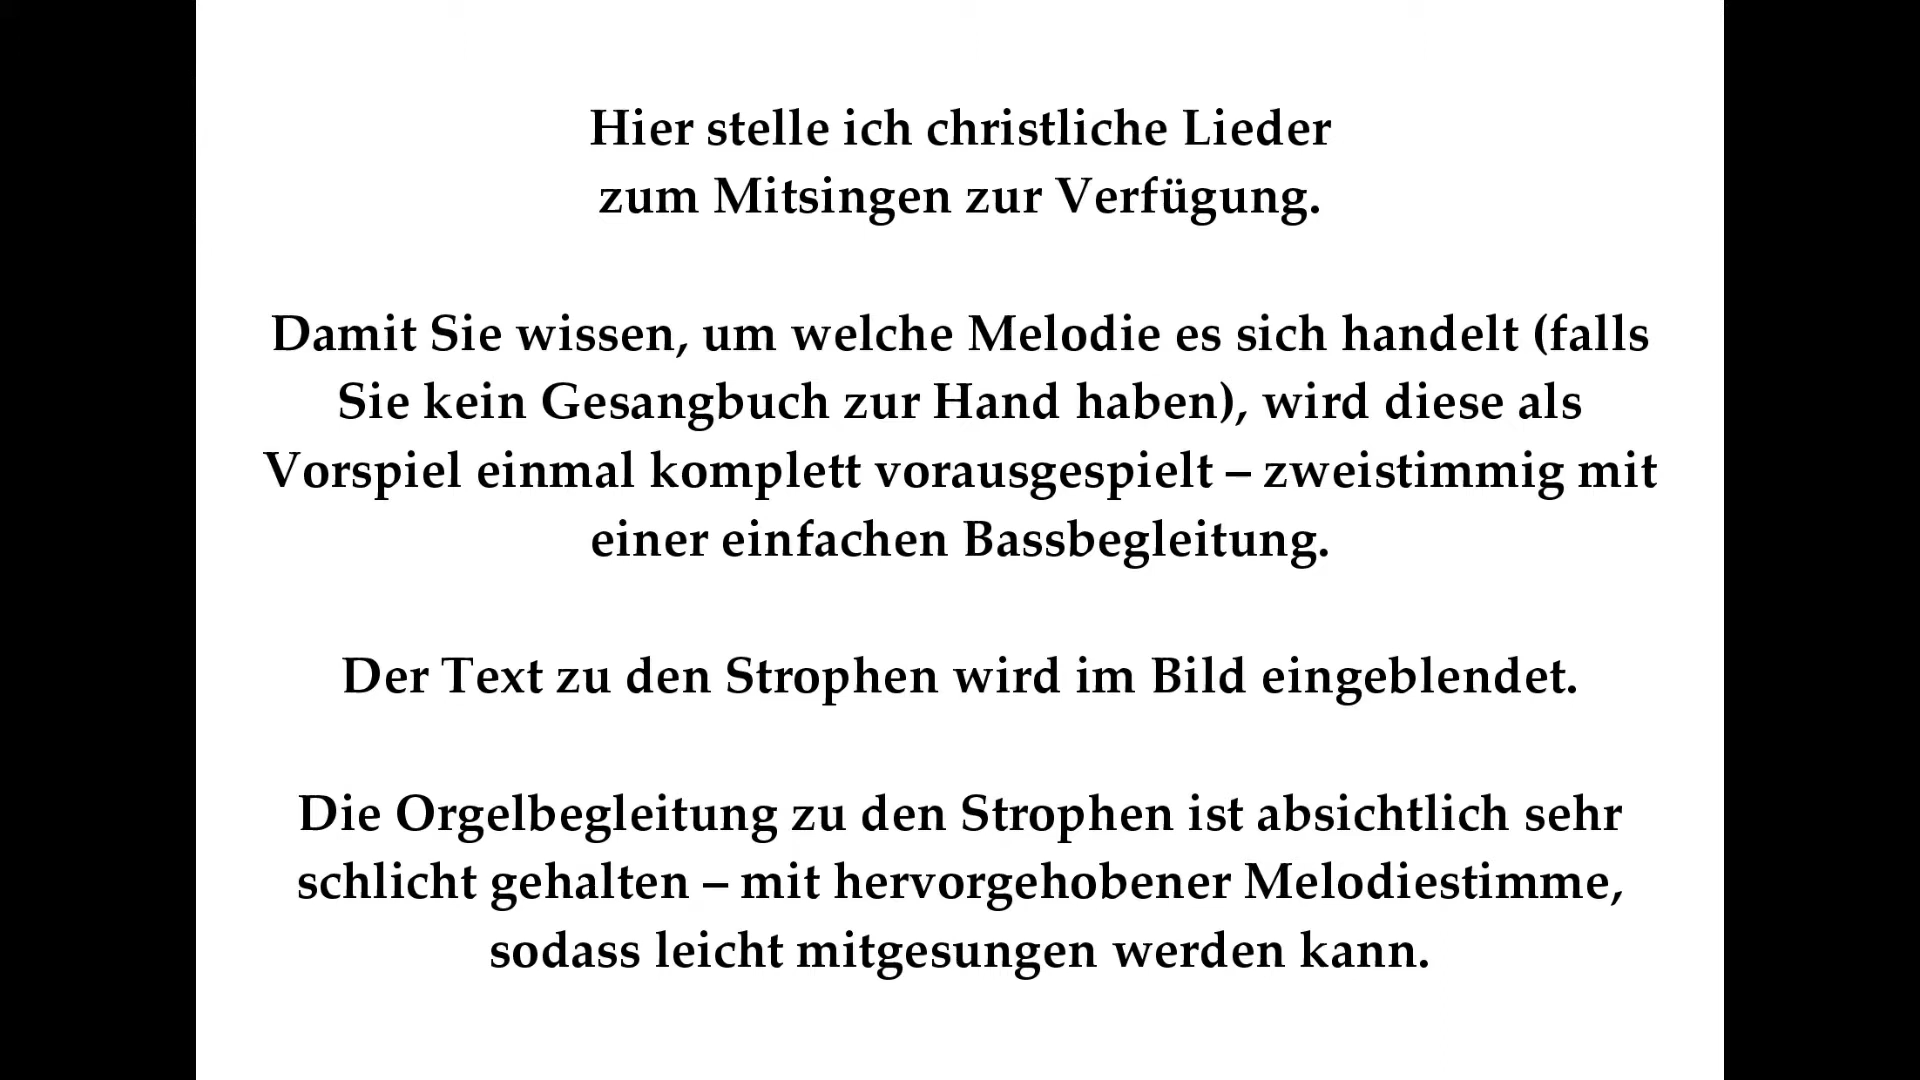 Hier stelle ich christliche Lieder
zum Mitsingen zur Verfügung.
Damit Sie wissen, um welche Melodie es sich handelt (falls
Sie kein Gesangbuch zur Hand haben), wird diese als
Vorspiel einmal komplett vorausgespielt – zweistimmig mit
einer einfachen Bassbegleitung.
Der Text zu den Strophen wird im Bild eingeblendet.
Die Orgelbegleitung zu den Strophen ist absichtlich sehr
schlicht gehalten – mit hervorgehobener Melodiestimme,
sodass leicht mitgesungen werden kann.